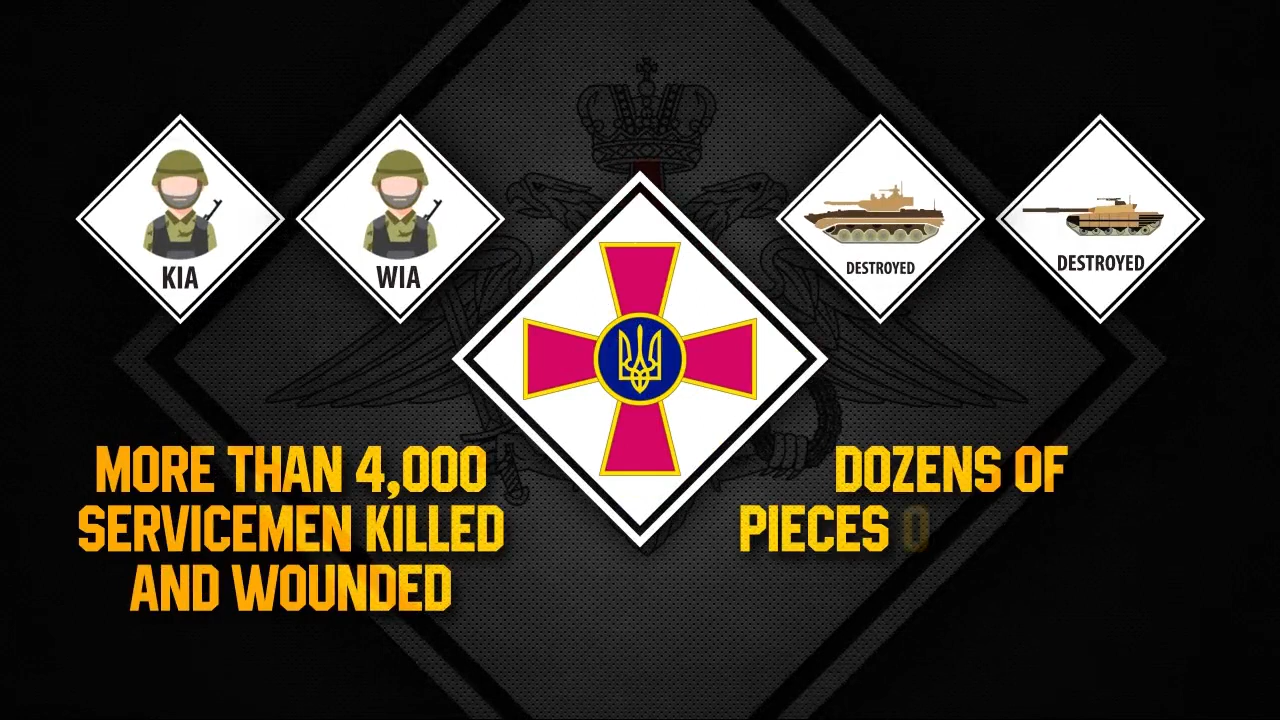 KIA
WIA
DESTROYED
DESTROYED
MORE THAN 4,000
SERVICEMEN KILLED
AND WOUNDED
DOZENS OF
PIECES O